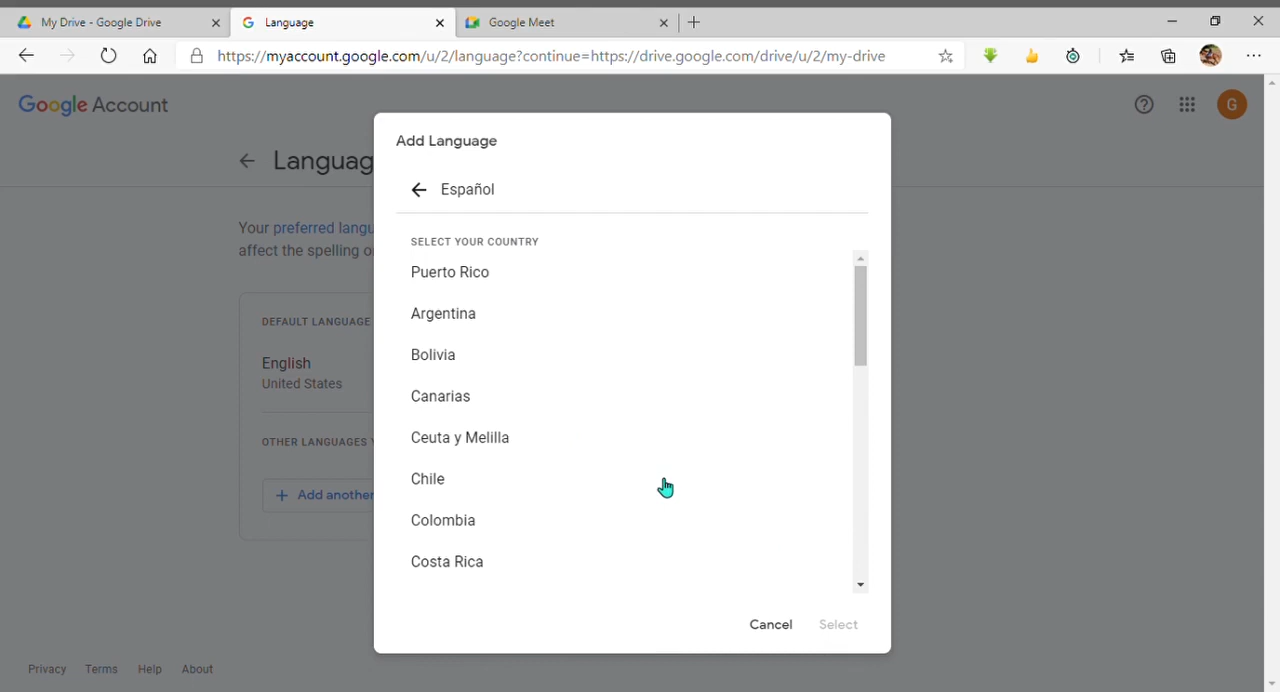 My Drive - Google Drive
Language
Google Meet
https://myaccount.google.com/u/2/language?continue=https://drive.google.com/drive/u/2/my-drive
Google Account
G
Languag
Your preferred langu
affect the spelling o
DEFAULT LANGUAGE
English
United States
OTHER LANGUAGES
Add another
Add Language
Español
SELECT YOUR COUNTRY
Puerto Rico
Argentina
Bolivia
Canarias
Ceuta y Melilla
Chile
Colombia
Costa Rica
Cancel Select
Privacy Terms Help About